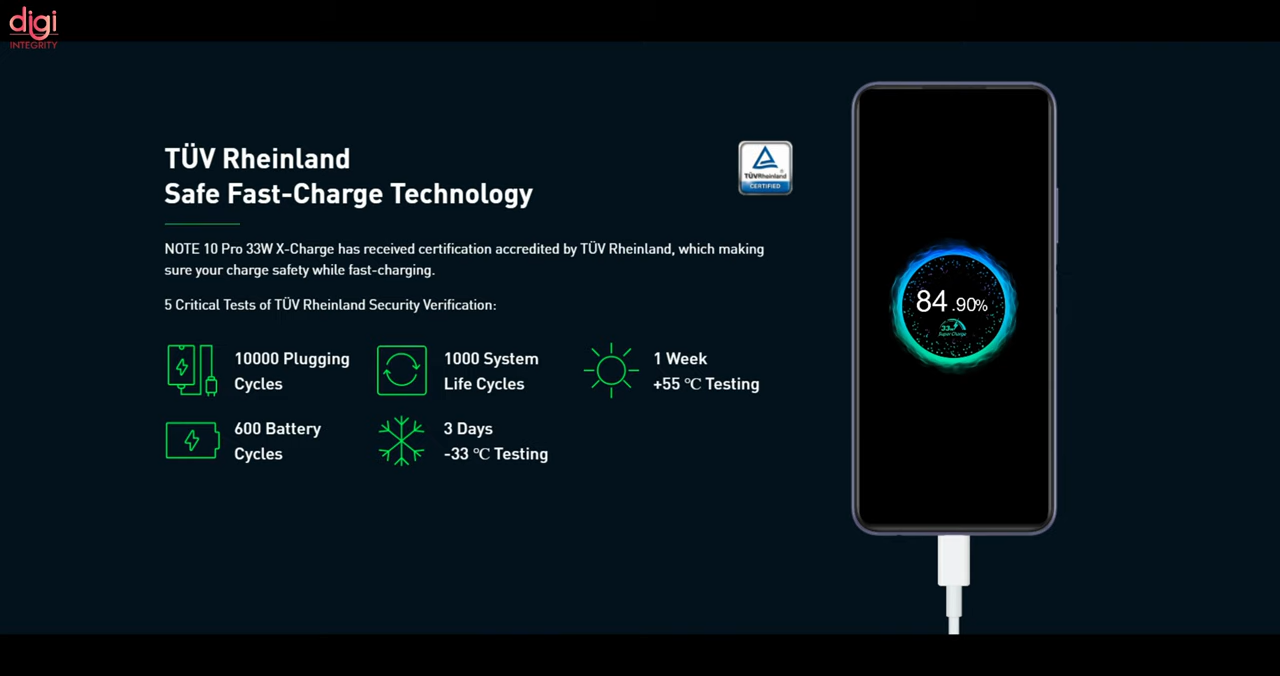 digi
INTEGRITY
TÜV Rheinland
Safe Fast-Charge Technology
TÜVRheinland
CERTIFIED
NOTE 10 Pro 33W X-Charge has received certification accredited by TÜV Rheinland, which making
sure your charge safety while fast-charging.
5 Critical Tests of TÜV Rheinland Security Verification:
10000 Plugging
Cycles
1000 System
Life Cycles
1 Week
+55 ℃ Testing
600 Battery
Cycles
3 Days
-33 ℃ Testing
84.90%
33
Super Charge